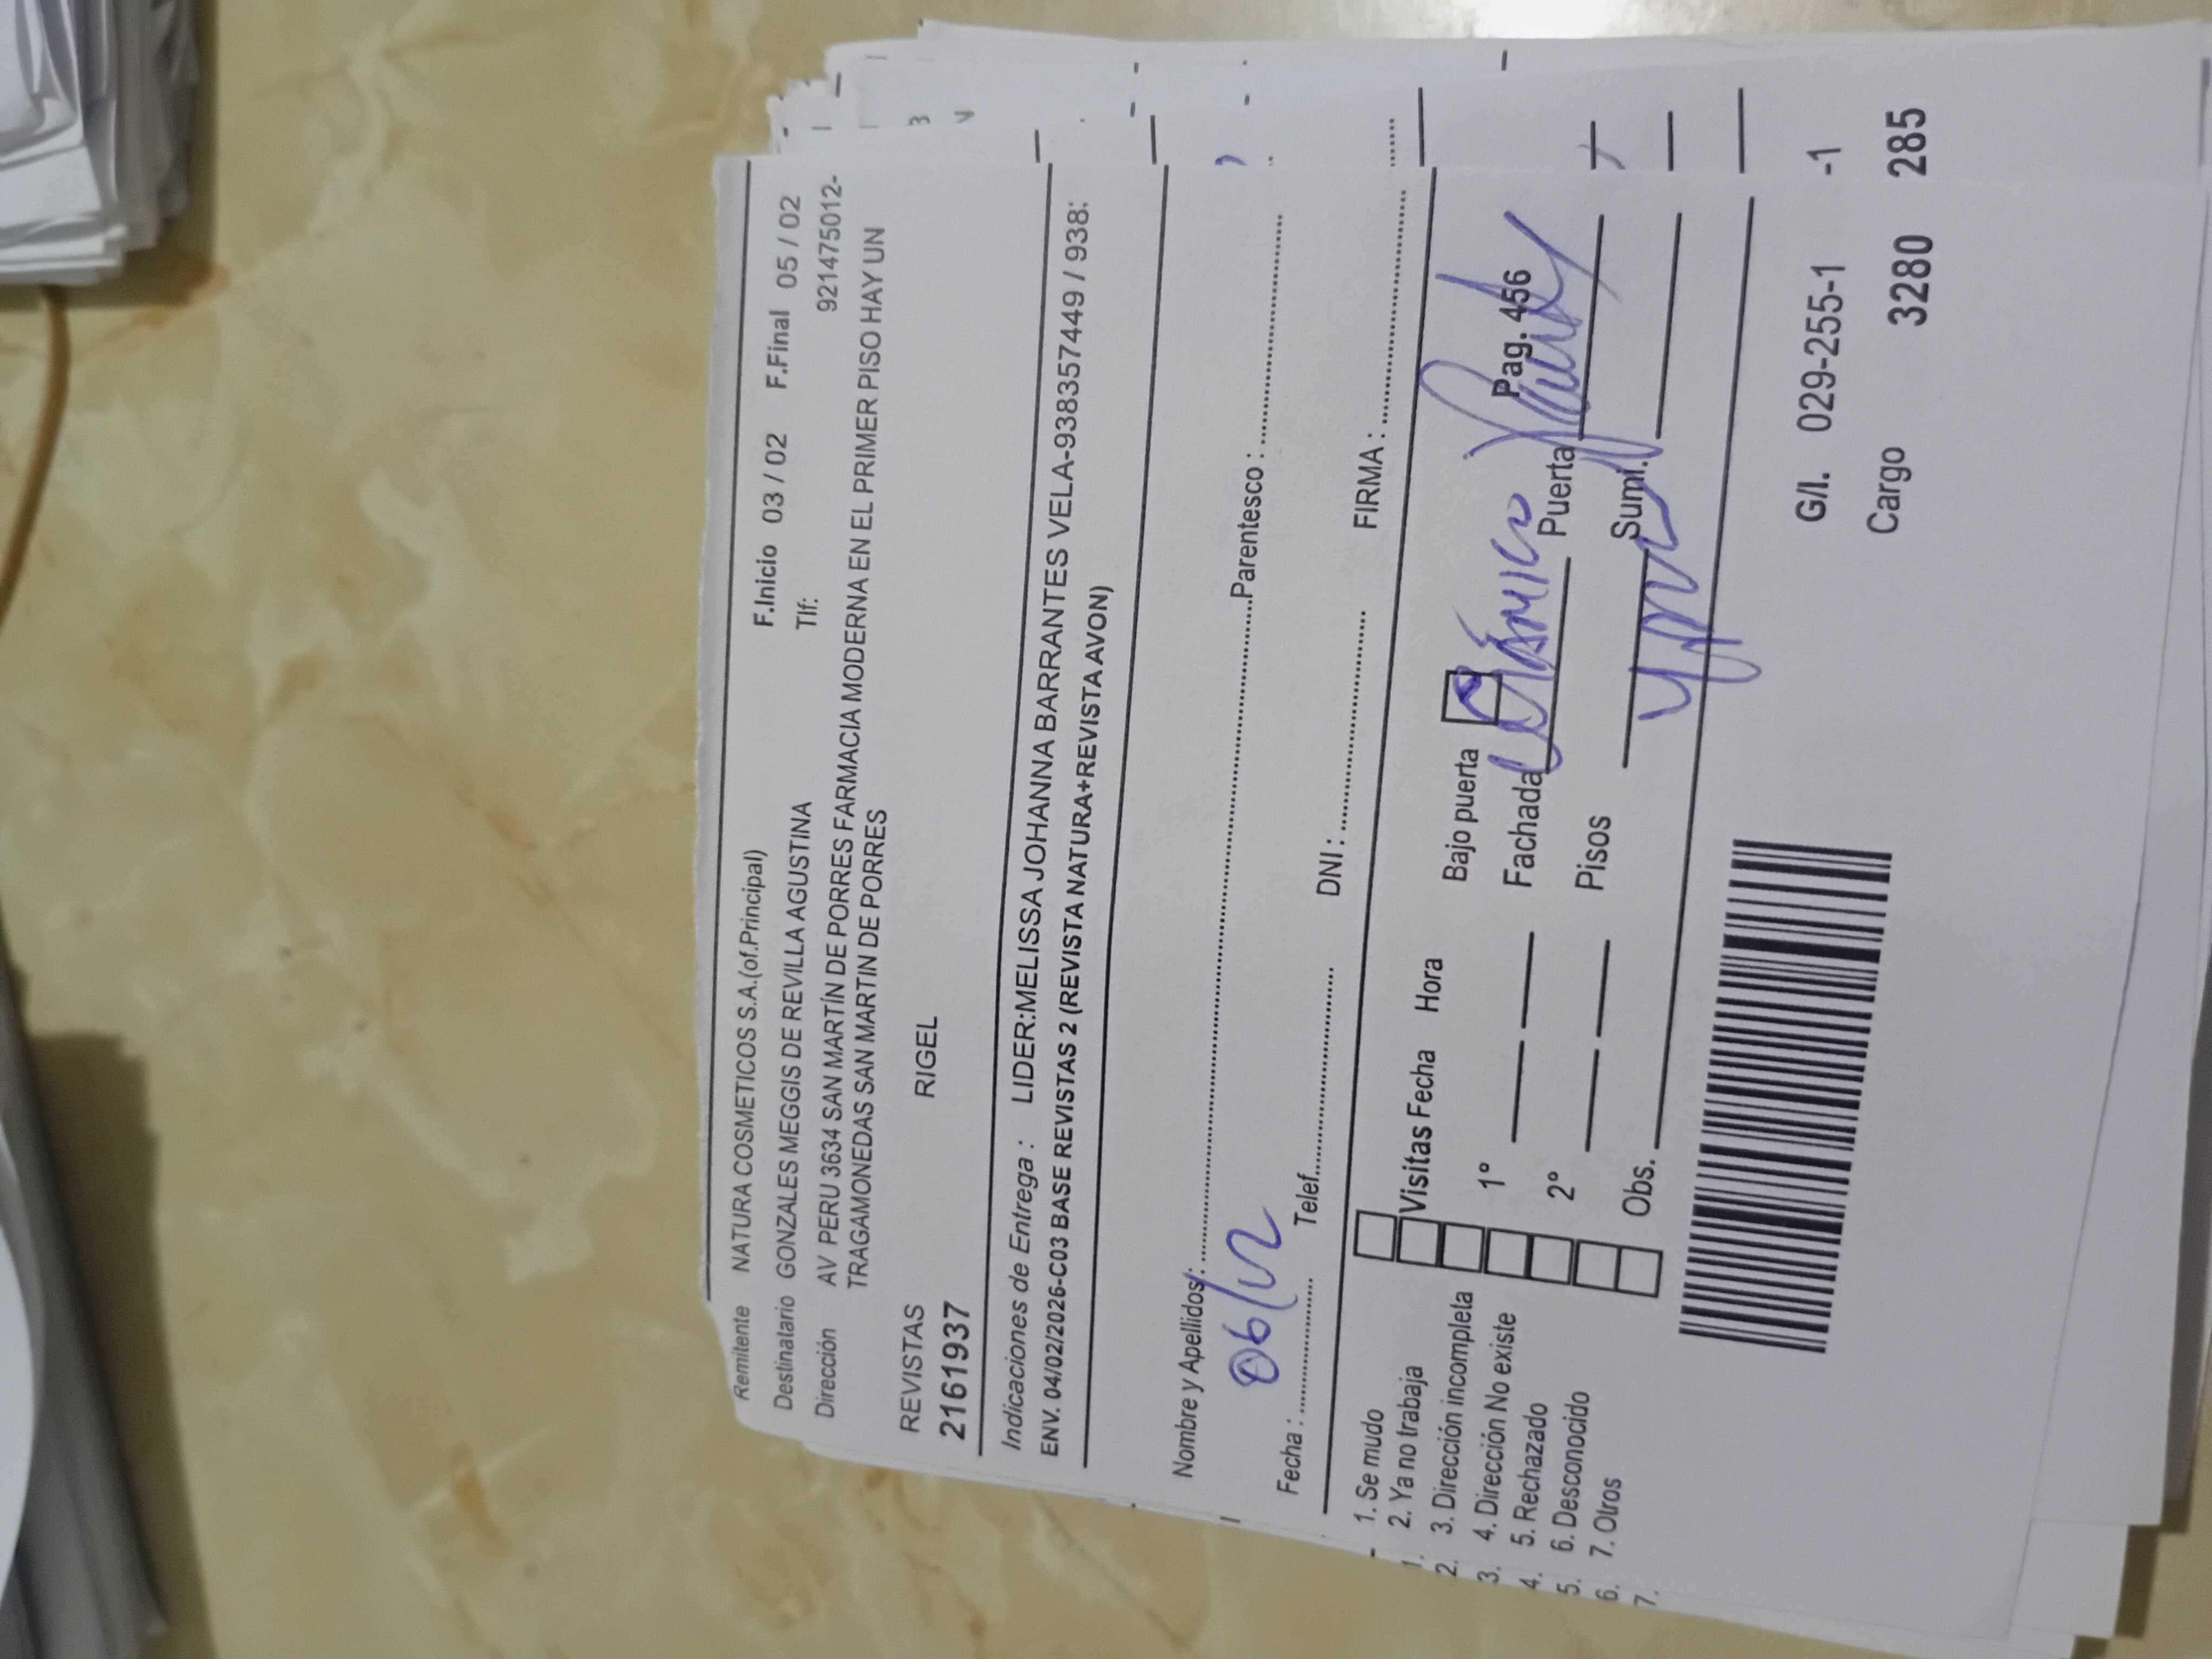 Remitente NATURA COSMETICOS S.A.(of.Principal) F.Inicio 03 / 02 F.Final 05 / 02
Destinatario GONZALES MEGGIS DE REVILLA AGUSTINA Tlf: 921475012-
Dirección AV PERU 3634 SAN MARTÍN DE PORRES FARMACIA MODERNA EN EL PRIMER PISO HAY UN
TRAGAMONEDAS SAN MARTIN DE PORRES
REVISTAS RIGEL
2161937
Indicaciones de Entrega : LIDER:MELISSA JOHANNA BARRANTES VELA-938357449 / 938:
ENV. 04/02/2026-C03 BASE REVISTAS 2 (REVISTA NATURA+REVISTA AVON)
Nombre y Apellidos: Parentesco :
06/02
Fecha : Telef. DNI : FIRMA :
1. Se mudo
2. Ya no trabaja Visitas Fecha Hora Bajo puerta
3. Dirección incompleta 1º Fachada Puerta Pag. 456
4. Dirección No existe
5. Rechazado 2º Pisos Sumi.
6. Desconocido
7. Otros Obs.
G/I. 029-255-1 -1
Cargo 3280 285